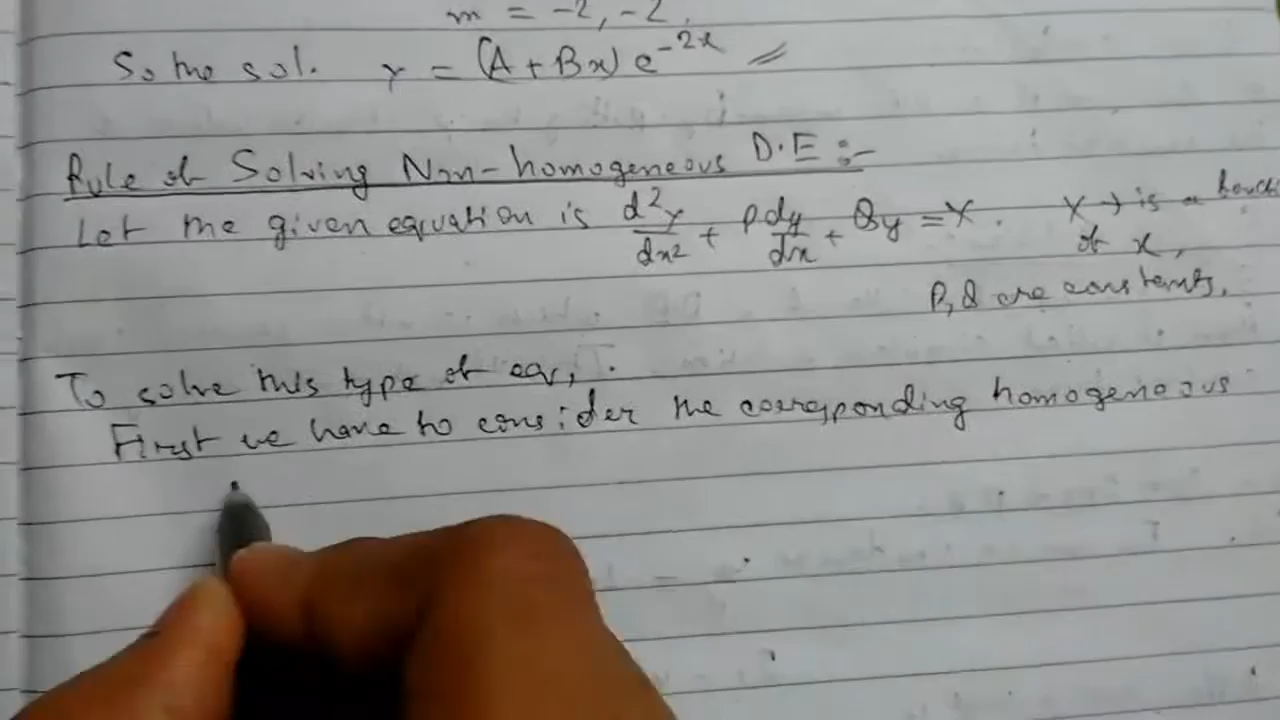 m = -2, -2.
So the sol. y = (A + Bx) e^{-2x}
Rule of Solving Non-homogeneous D.E :-
Let the given equation is d²y/dx² + P dy/dx + Qy = X. X → is a functi
of x,
P, Q are constants.
To solve this type of eqn,.
First we have to consider the corresponding homogeneous